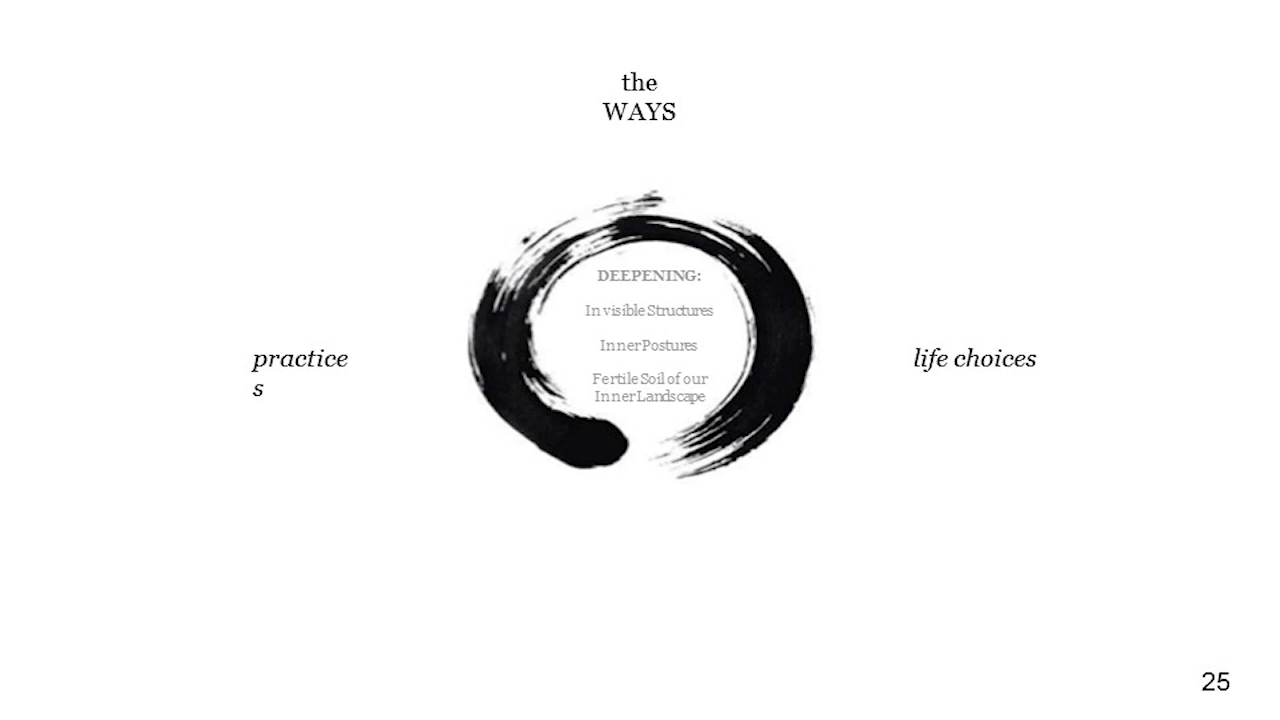 the
WAYS
DEEPENING:
In visible Structures
Inner Postures
practice
s
life choices
Fertile Soil of our
Inner Landscape
25